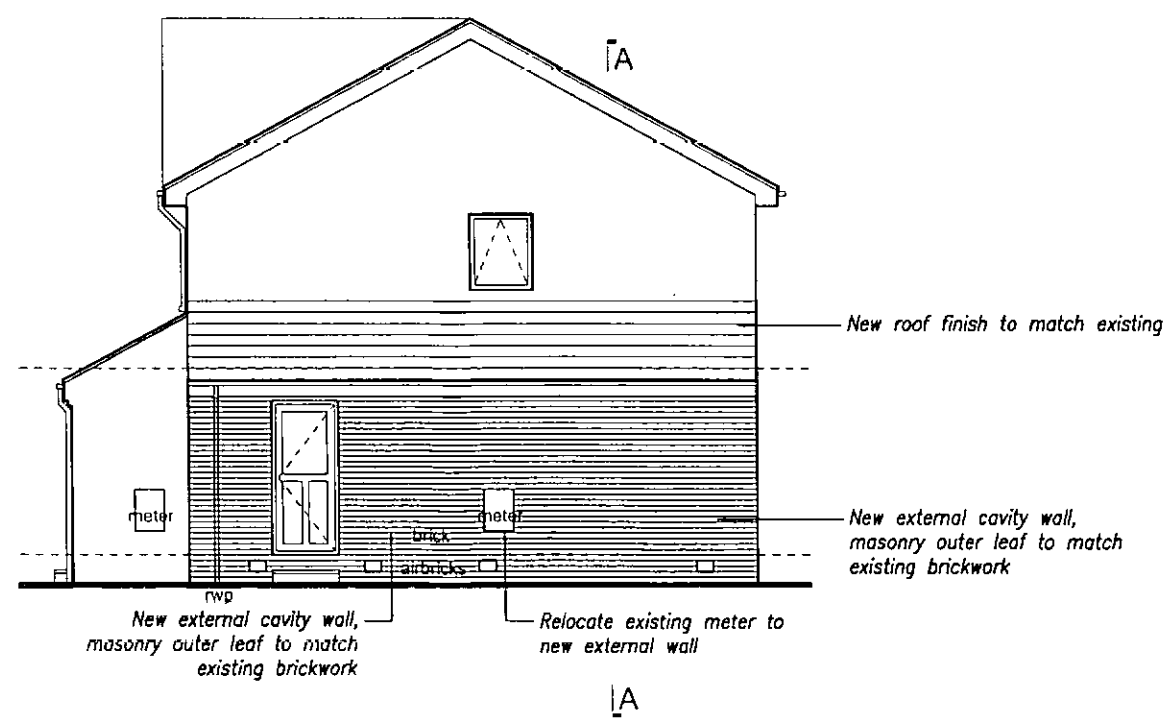 A
New roof finish to match existing
meter
meter
brick
New external cavity wall,
masonry outer leaf to match
existing brickwork
airbricks
rwp
New external cavity wall,
masonry outer leaf to match
existing brickwork
Relocate existing meter to
new external wall
A